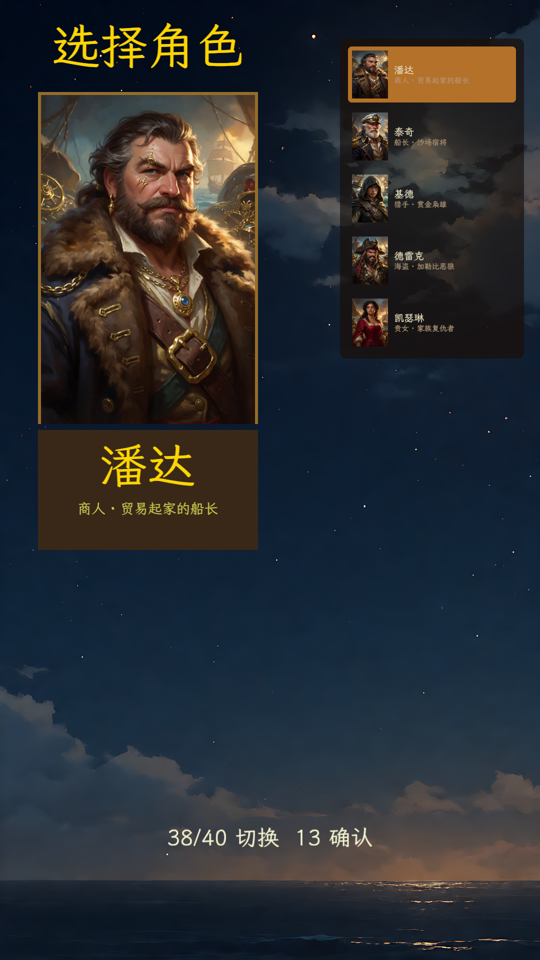 选择角色
潘达
商人·贸易起家的船长
潘达
商人·贸易起家的船长
泰奇
船长·沙场宿将
基德
猎手·赏金枭雄
德雷克
海盗·加勒比恶狼
凯瑟琳
贵女·家族复仇者
38/40 切换 13 确认